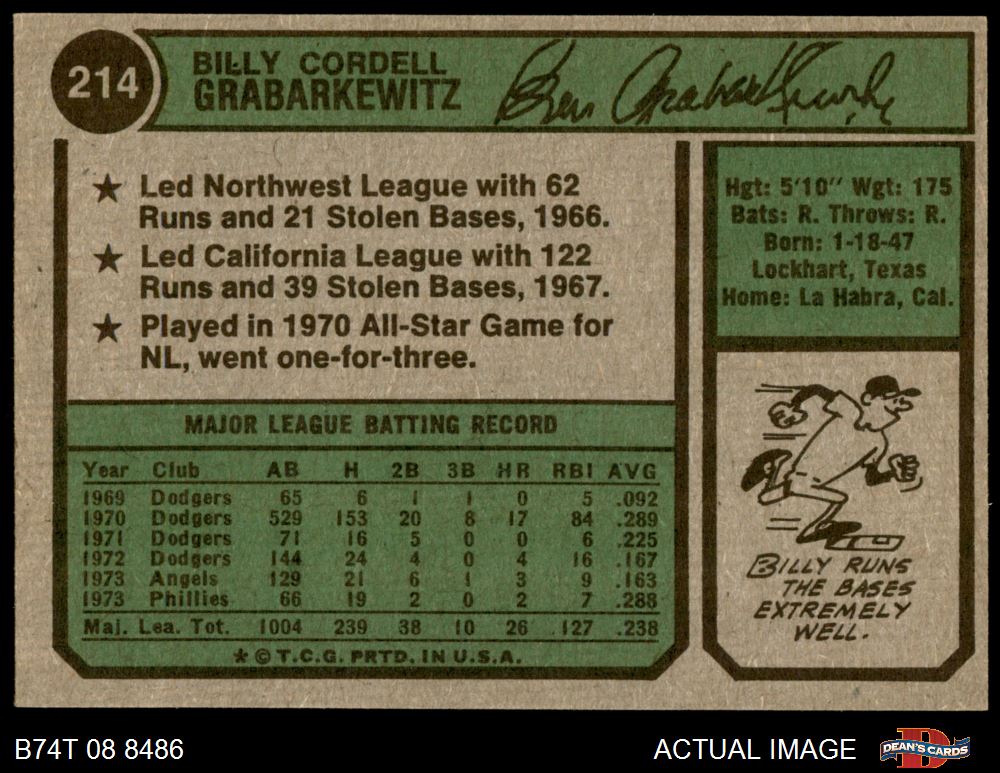 214
BILLY CORDELL
GRABARKEWITZ
★ Led Northwest League with 62
Runs and 21 Stolen Bases, 1966.
★ Led California League with 122
Runs and 39 Stolen Bases, 1967.
★ Played in 1970 All-Star Game for
NL, went one-for-three.
Hgt: 5'10" Wgt: 175
Bats: R. Throws: R.
Born: 1-18-47
Lockhart, Texas
Home: La Habra, Cal.
MAJOR LEAGUE BATTING RECORD
Year Club AB H 2B 3B HR RBI AVG
1969 Dodgers 65 6 1 1 0 5 .092
1970 Dodgers 529 153 20 8 17 84 .289
1971 Dodgers 71 16 5 0 0 6 .225
1972 Dodgers 144 24 4 0 4 16 .167
1973 Angels 129 21 6 1 3 9 .163
1973 Phillies 66 19 2 0 2 7 .288
Maj. Lea. Tot. 1004 239 38 10 26 127 .238
★ © T.C.G. PRTD. IN U.S.A.
BILLY RUNS
THE BASES
EXTREMELY
WELL.
B74T 08 8486
ACTUAL IMAGE
DEAN'S CARDS